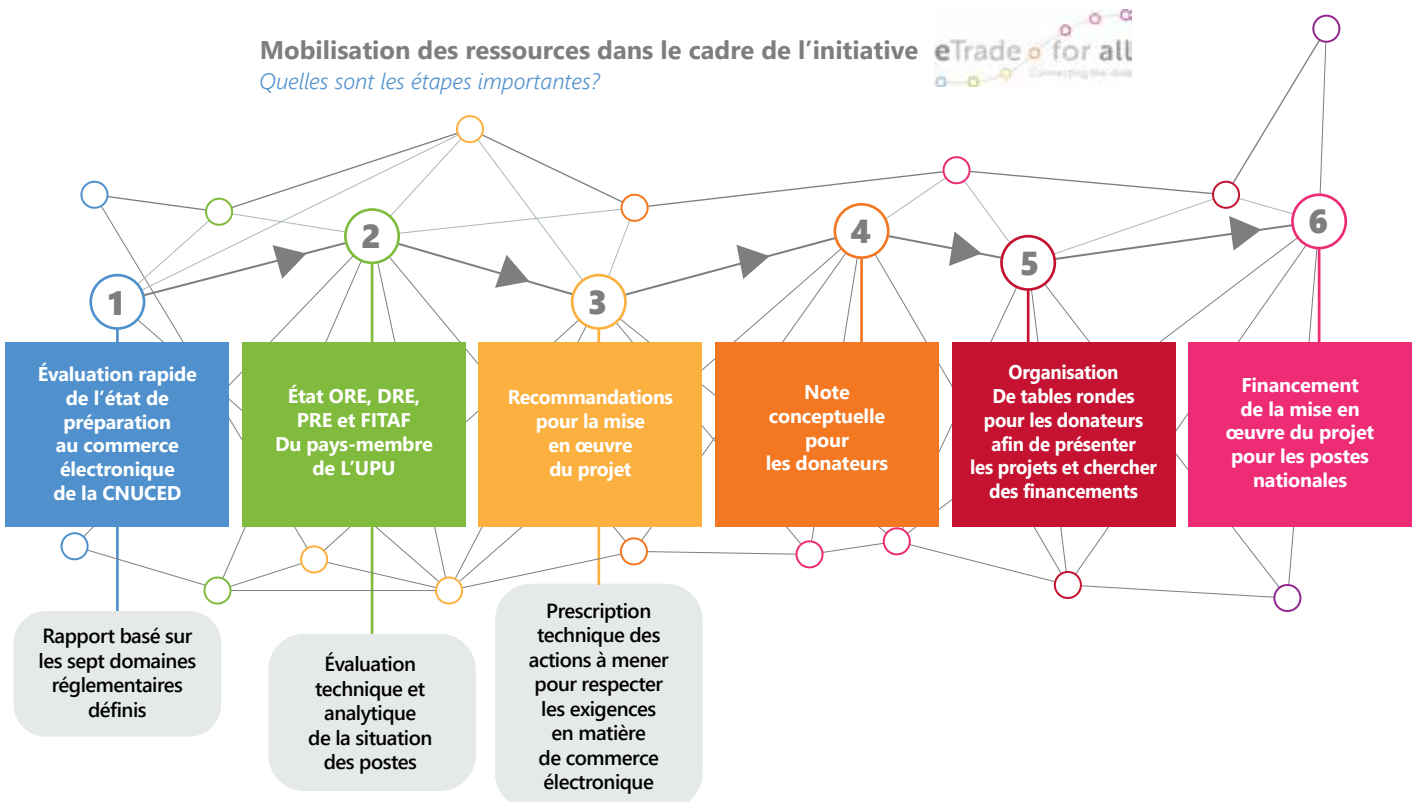 Mobilisation des ressources dans le cadre de l'initiative
eTrade for all
Connecting the dots
Quelles sont les étapes importantes?
1
2
3
4
5
6
Évaluation rapide
de l'état de
préparation
au commerce
électronique
de la CNUCED
État ORE, DRE,
PRE et FITAF
Du pays-membre
de L'UPU
Recommandations
pour la mise
en œuvre
du projet
Note
conceptuelle
pour
les donateurs
Organisation
De tables rondes
pour les donateurs
afin de présenter
les projets et chercher
des financements
Financement
de la mise en
œuvre du projet
pour les postes
nationales
Rapport basé sur
les sept domaines
réglementaires
définis
Évaluation
technique et
analytique
de la situation
des postes
Prescription
technique des
actions à mener
pour respecter
les exigences
en matière
de commerce
électronique